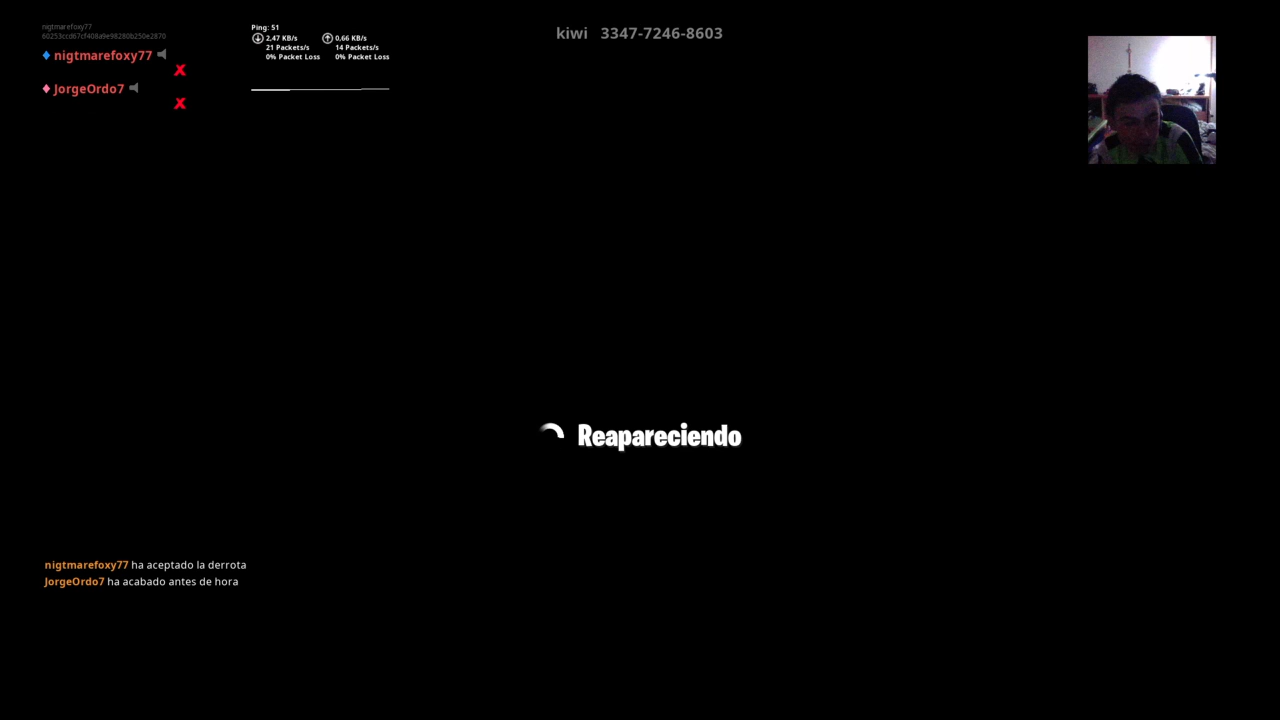 nigtmarefoxy77
60253ccd67cf408a9e98280b250e2870
nigtmarefoxy77
X
JorgeOrdo7
X
Ping: 51
2,47 KB/s 0,66 KB/s
21 Packets/s 14 Packets/s
0% Packet Loss 0% Packet Loss
kiwi 3347-7246-8603
Reapareciendo
nigtmarefoxy77 ha aceptado la derrota
JorgeOrdo7 ha acabado antes de hora